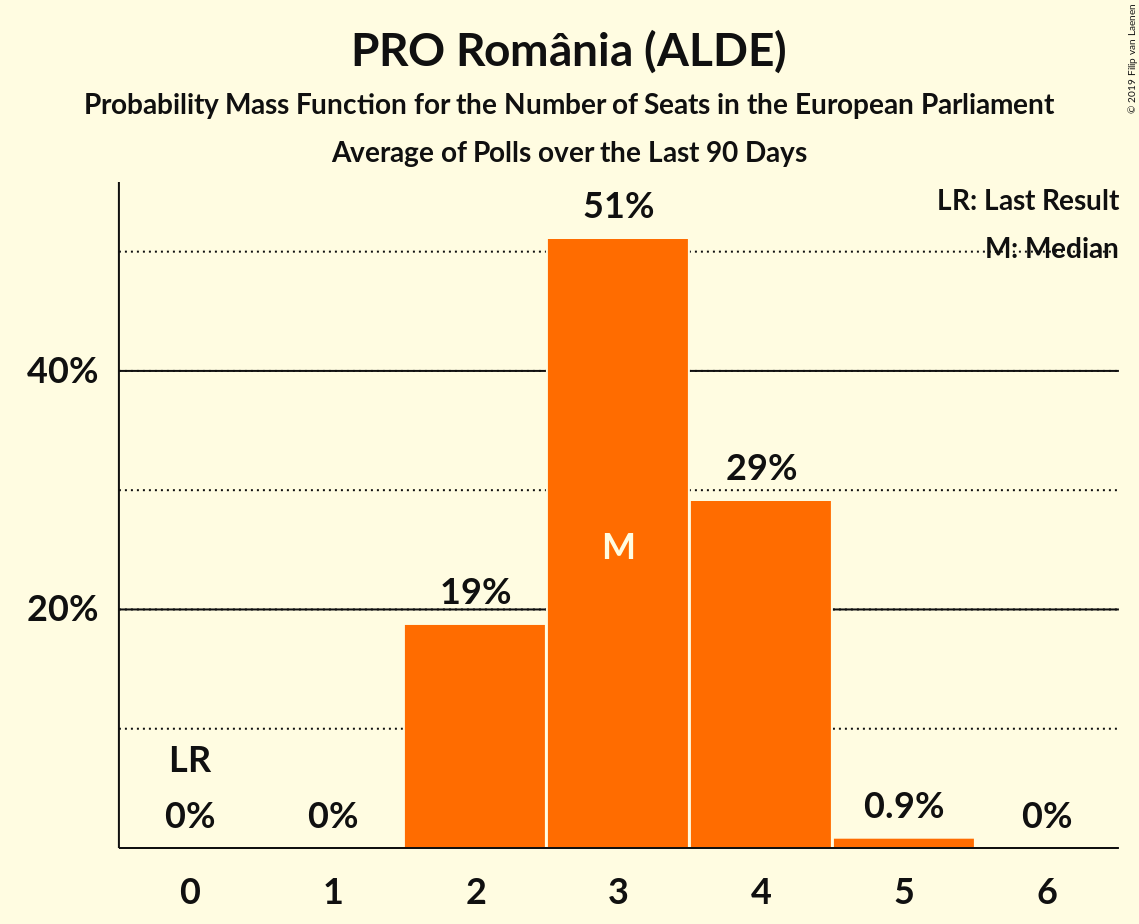 PRO România (ALDE)
Probability Mass Function for the Number of Seats in the European Parliament
Average of Polls over the Last 90 Days
© 2019 Filip van Laenen
LR: Last Result
M: Median
51%
40%
29%
M
19%
20%
LR
0%
0%
0.9%
0%
0 1 2 3 4 5 6